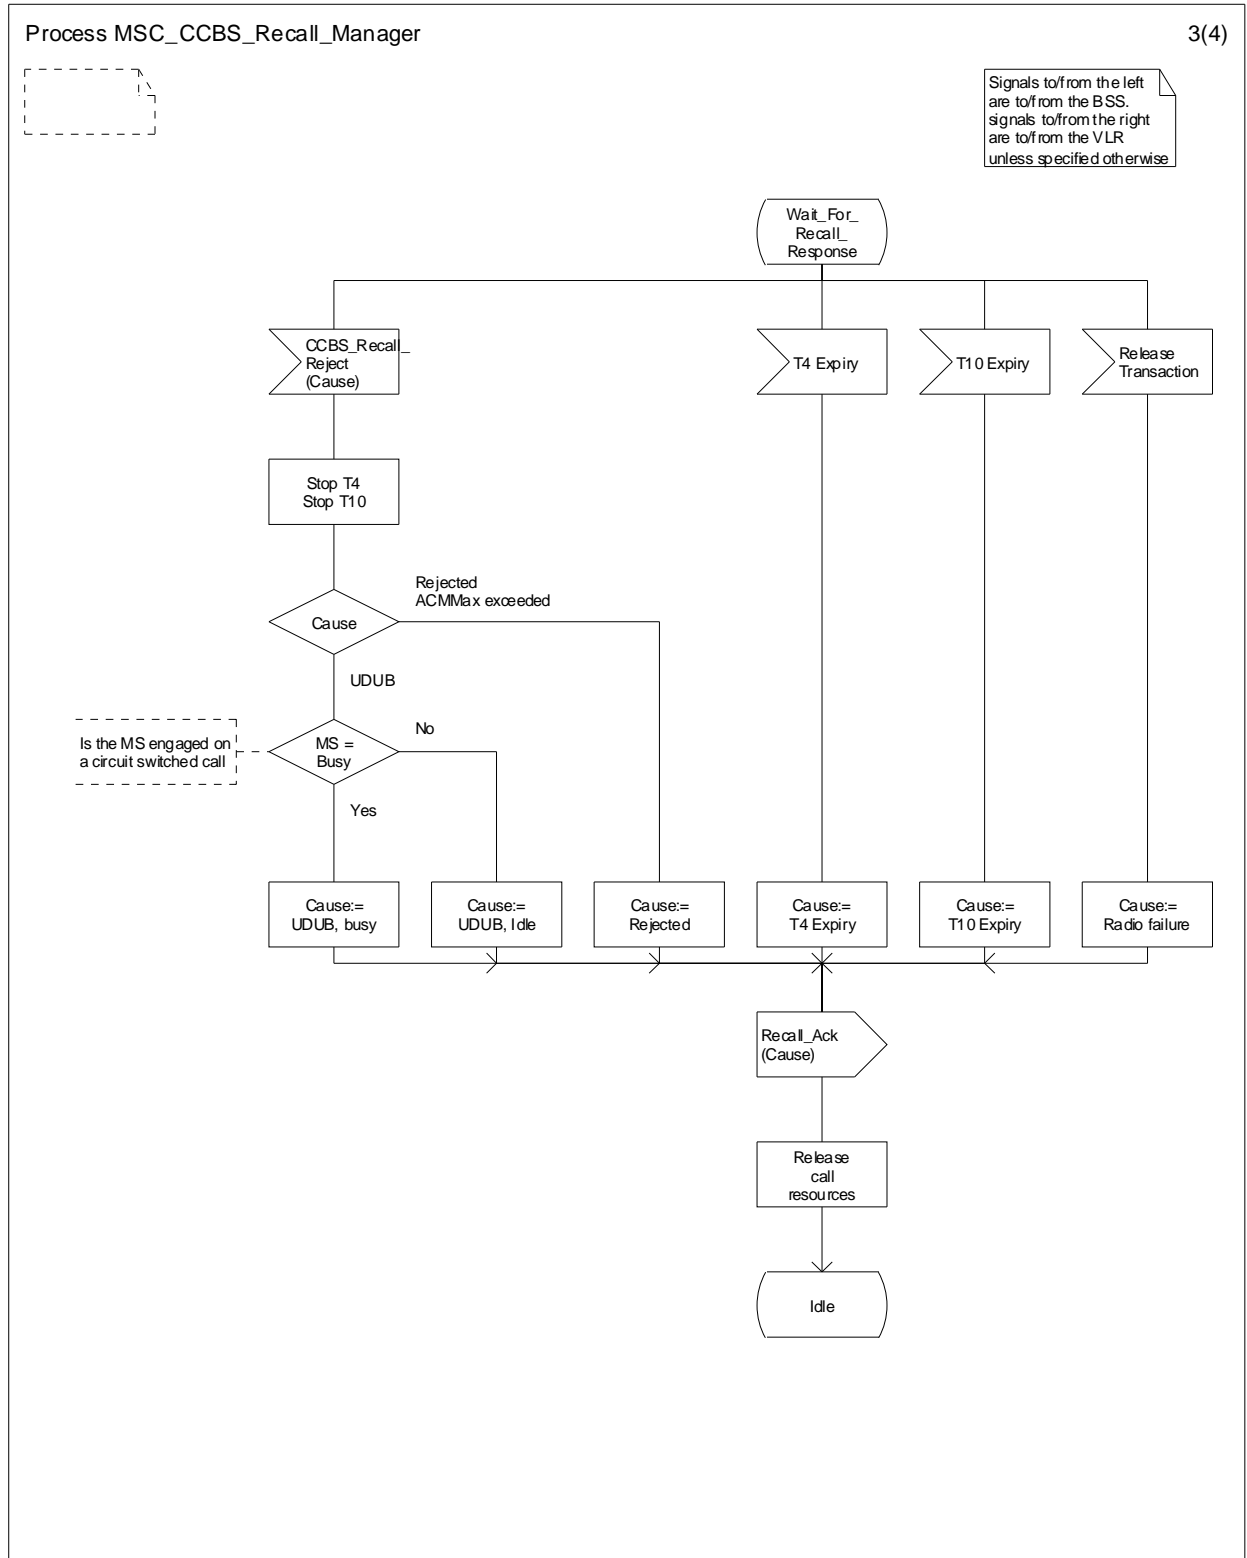 Process MSC_CCBS_Recall_Manager
3(4)
Signals to/from the left
are to/from the BSS.
signals to/from the right
are to/from the VLR
unless specified otherwise
Wait_For_
Recall_
Response
CCBS_Recall_
Reject
(Cause)
T4 Expiry
T10 Expiry
Release
Transaction
Stop T4
Stop T10
Rejected
ACMMax exceeded
Cause
UDUB
No
Is the MS engaged on
a circuit switched call
MS =
Busy
Yes
Cause:=
UDUB, busy
Cause:=
UDUB, Idle
Cause:=
Rejected
Cause:=
T4 Expiry
Cause:=
T10 Expiry
Cause:=
Radio failure
Recall_Ack
(Cause)
Release
call
resources
Idle